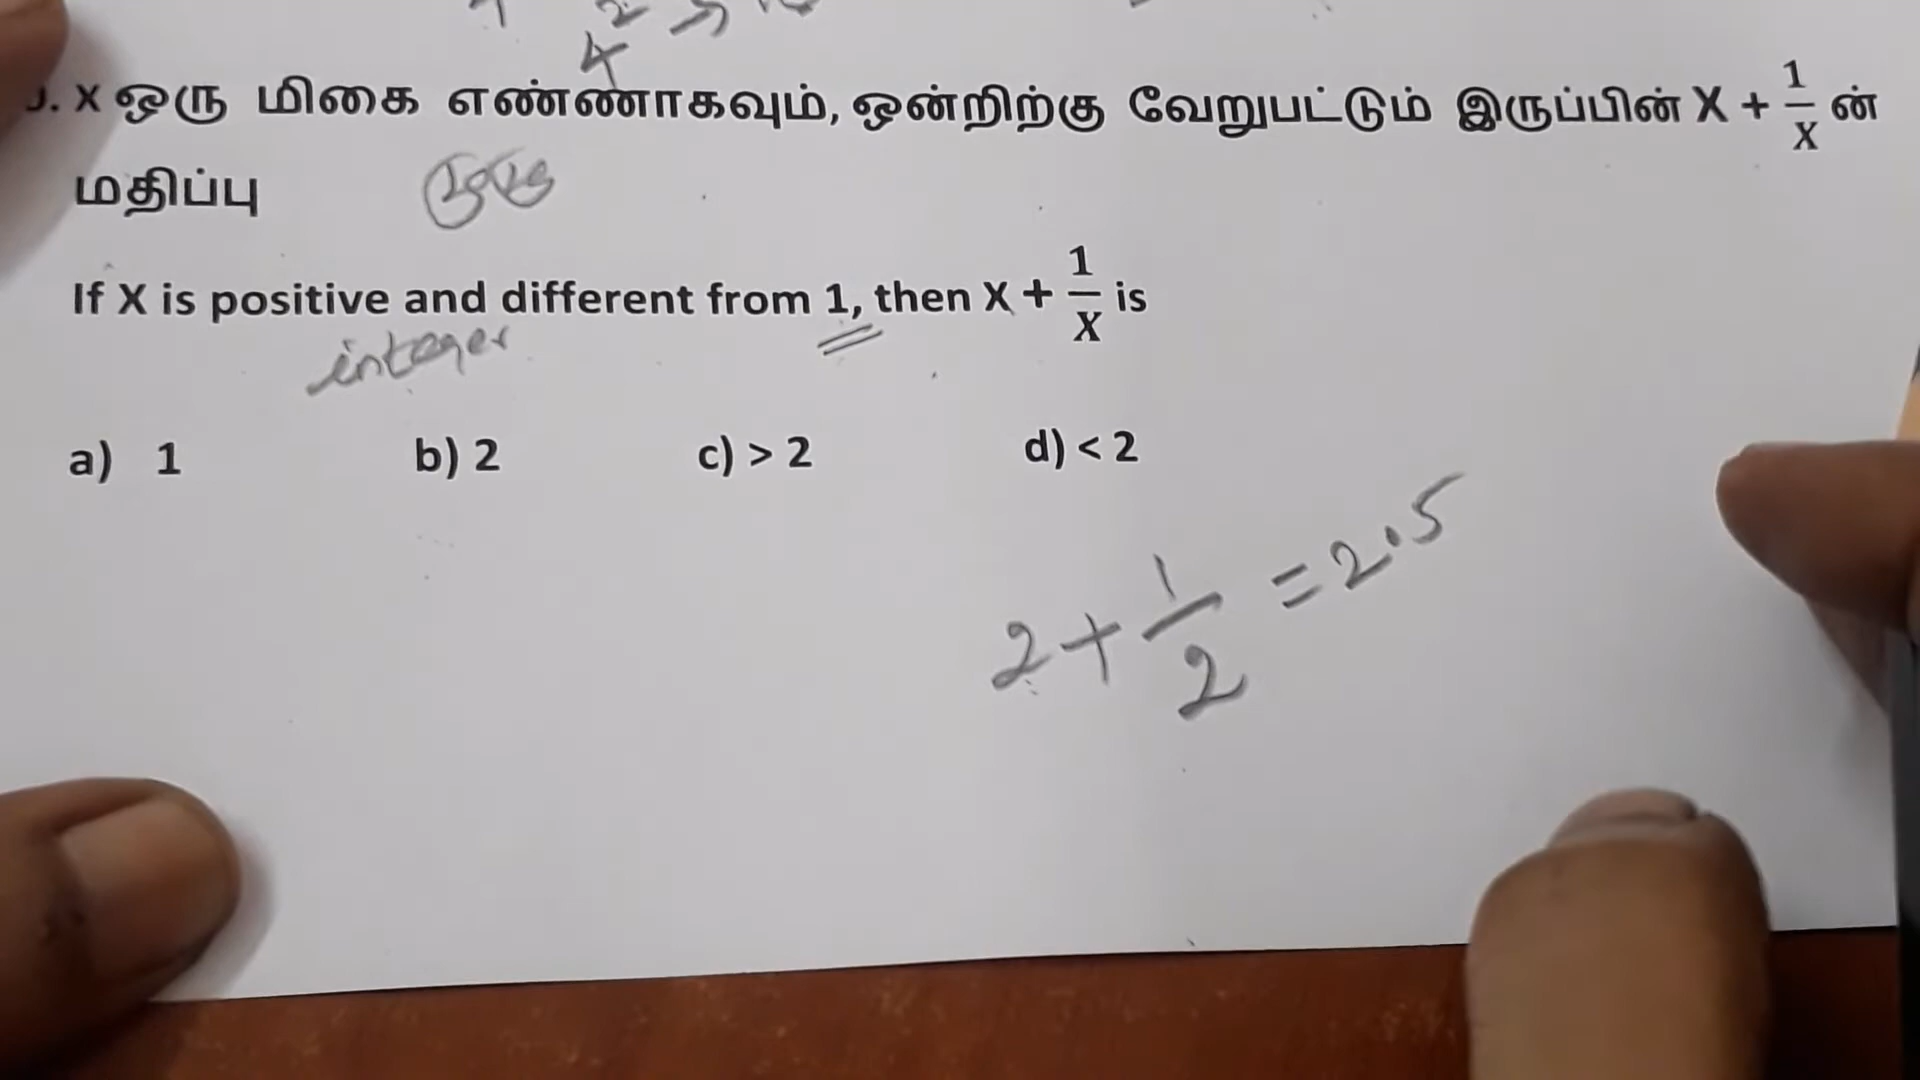 4² →
. X ஒரு மிகை எண்ணாகவும், ஒன்றிற்கு வேறுபட்டும் இருப்பின் X + 1/X ன்
மதிப்பு
If X is positive and different from 1, then X + 1/X is
integer
a) 1 b) 2 c) > 2 d) < 2
2 + 1/2 = 2.5